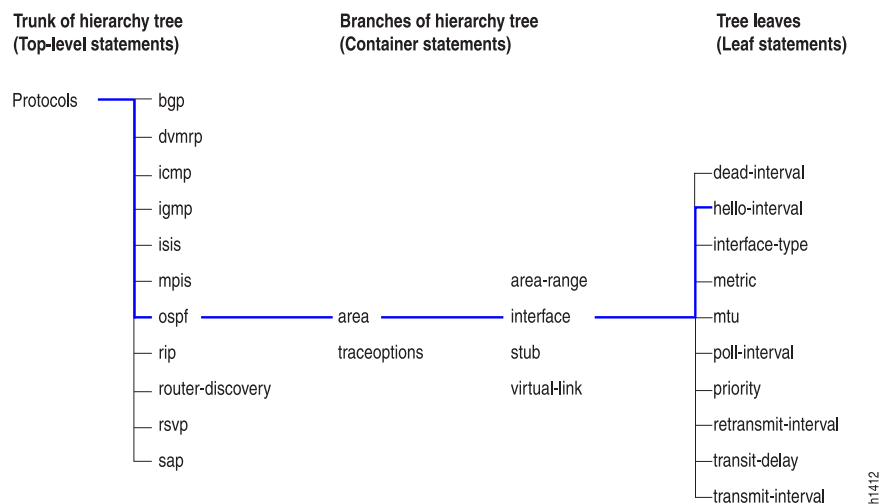 Trunk of hierarchy tree
(Top-level statements)
Branches of hierarchy tree
(Container statements)
Tree leaves
(Leaf statements)
Protocols
bgp
dvmrp
icmp
igmp
isis
mpis
ospf
rip
router-discovery
rsvp
sap
area
traceoptions
area-range
interface
stub
virtual-link
dead-interval
hello-interval
interface-type
metric
mtu
poll-interval
priority
retransmit-interval
transit-delay
transmit-interval
h1412